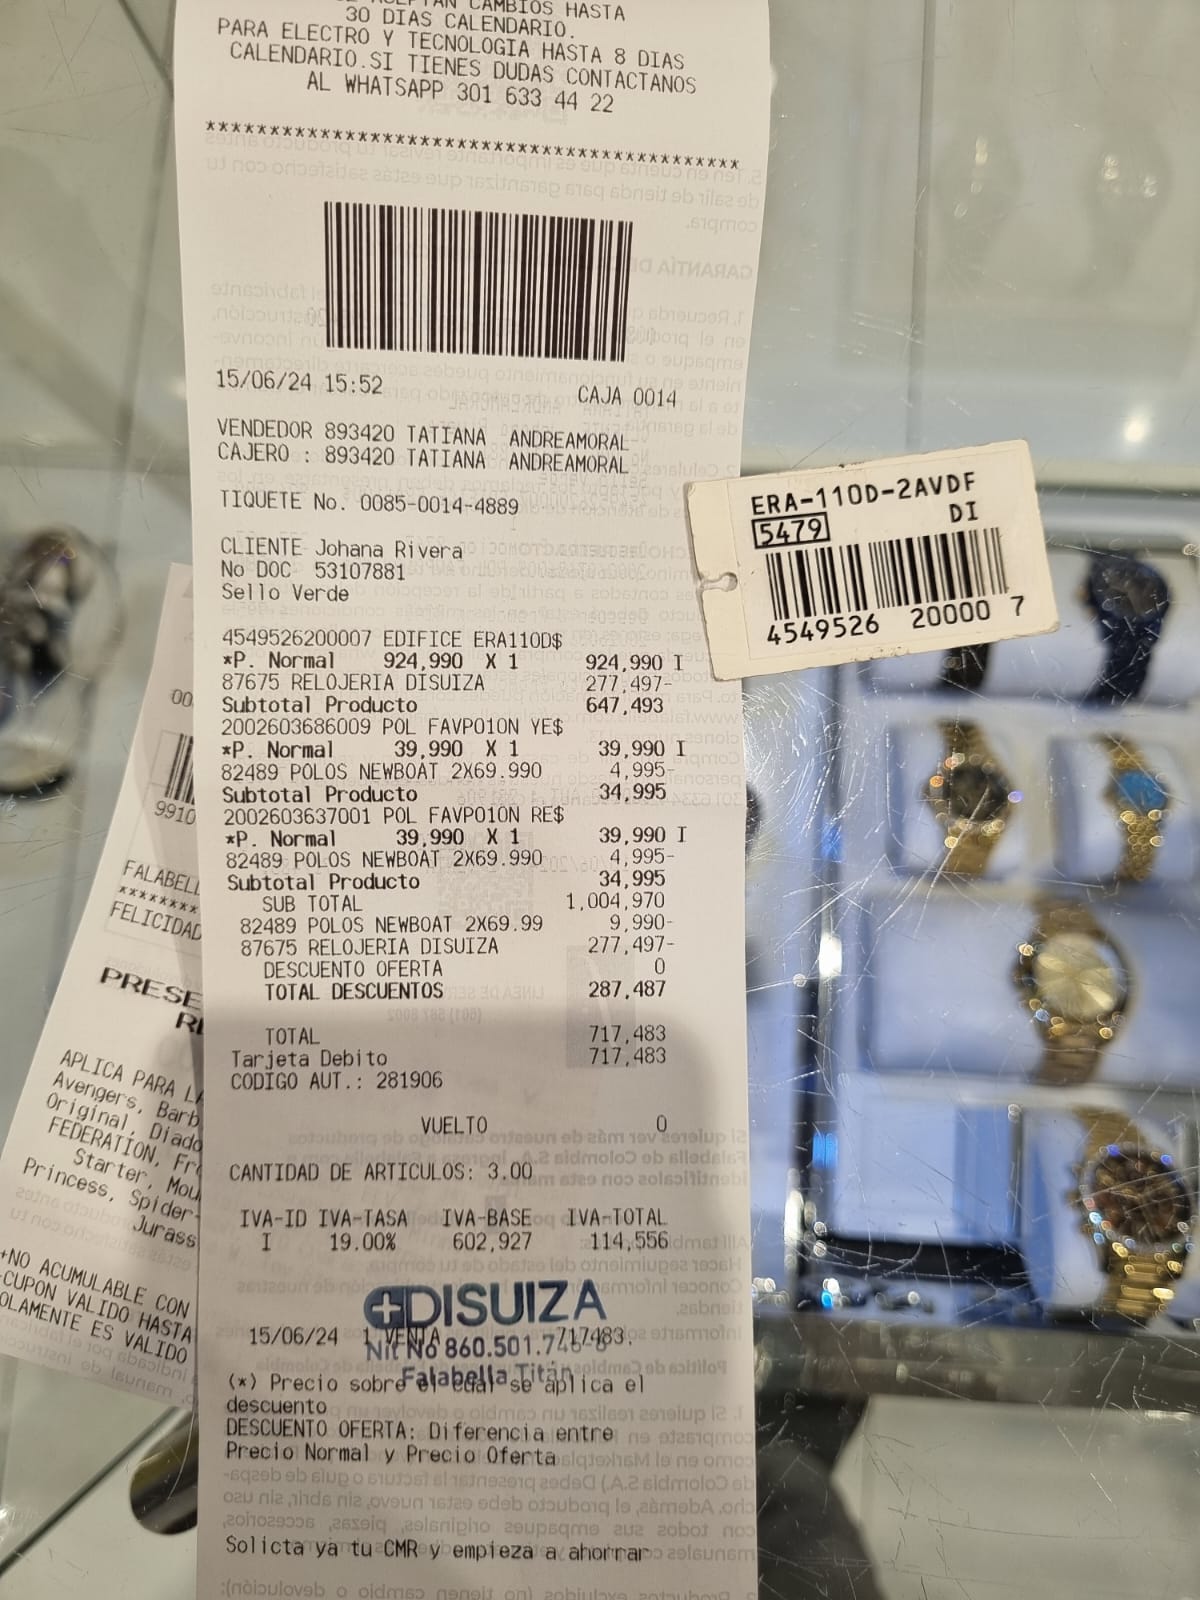 CAMBIOS HASTA
30 DIAS CALENDARIO.
PARA ELECTRO Y TECNOLOGIA HASTA 8 DIAS
CALENDARIO.SI TIENES DUDAS CONTACTANOS
AL WHATSAPP 301 633 44 22
*****************************************
15/06/24 15:52 CAJA 0014
VENDEDOR 893420 TATIANA ANDREAMORAL
CAJERO : 893420 TATIANA ANDREAMORAL
TIQUETE No. 0085-0014-4889
CLIENTE Johana Rivera
No DOC 53107881
Sello Verde
4549526200007 EDIFICE ERA110D$
*P. Normal 924,990 X 1 924,990 I
87675 RELOJERIA DISUIZA 277,497-
Subtotal Producto 647,493
2002603686009 POL FAVPO10N YE$
*P. Normal 39,990 X 1 39,990 I
82489 POLOS NEWBOAT 2X69.990 4,995-
Subtotal Producto 34,995
2002603637001 POL FAVPO10N RE$
*P. Normal 39,990 X 1 39,990 I
82489 POLOS NEWBOAT 2X69.990 4,995-
Subtotal Producto 34,995
SUB TOTAL 1,004,970
82489 POLOS NEWBOAT 2X69.99 9,990-
87675 RELOJERIA DISUIZA 277,497-
DESCUENTO OFERTA 0
TOTAL DESCUENTOS 287,487
TOTAL 717,483
Tarjeta Debito 717,483
CODIGO AUT.: 281906
VUELTO 0
CANTIDAD DE ARTICULOS: 3.00
IVA-ID IVA-TASA IVA-BASE IVA-TOTAL
I 19.00% 602,927 114,556
DISUIZA
15/06/24 1 VENTA 717483.
Nit No 860.501.746-8
Falabella Titán
(*) Precio sobre el cual se aplica el
descuento
DESCUENTO OFERTA: Diferencia entre
Precio Normal y Precio Oferta
Solicta ya tu CMR y empieza a ahorrar
ERA-110D-2AVDF
5479 DI
4549526 20000 7
00
9910
FALABELL
********
FELICIDAD
PRESE
RE
APLICA PARA LA
Avengers, Barb
Original, Diado
FEDERATION, Fr
Starter, Mou
Princess, Spider-
Jurass
+NO ACUMULABLE CON
CUPON VALIDO HASTA
OLAMENTE ES VALIDO